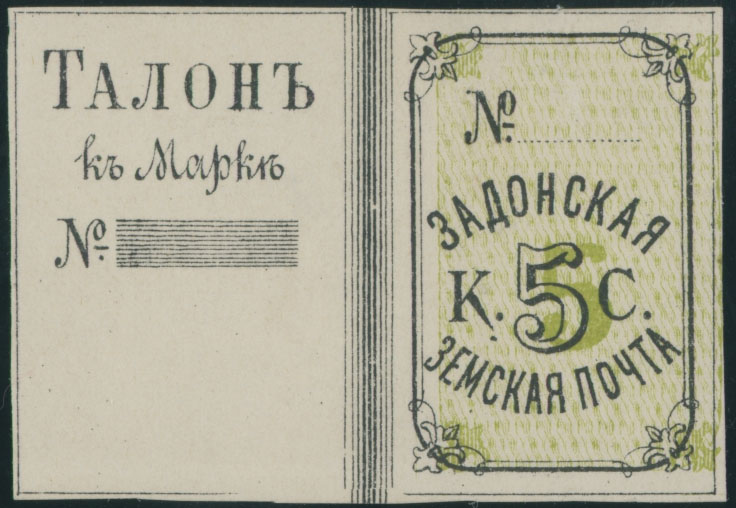 Талонъ
къ Маркѣ
№
№
ЗАДОНСКАЯ
К. 5 С.
ЗЕМСКАЯ ПОЧТА